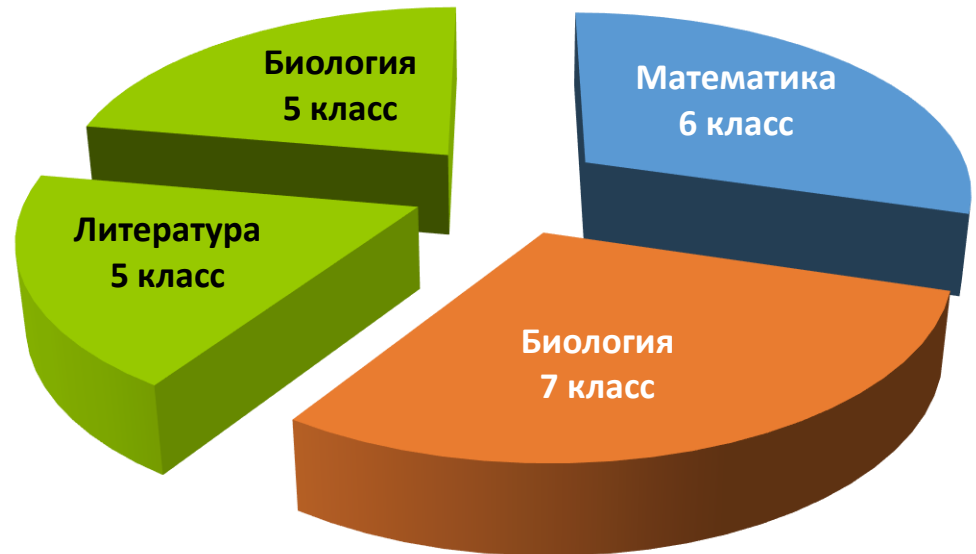 Биология
5 класс
Математика
6 класс
Литература
5 класс
Биология
7 класс